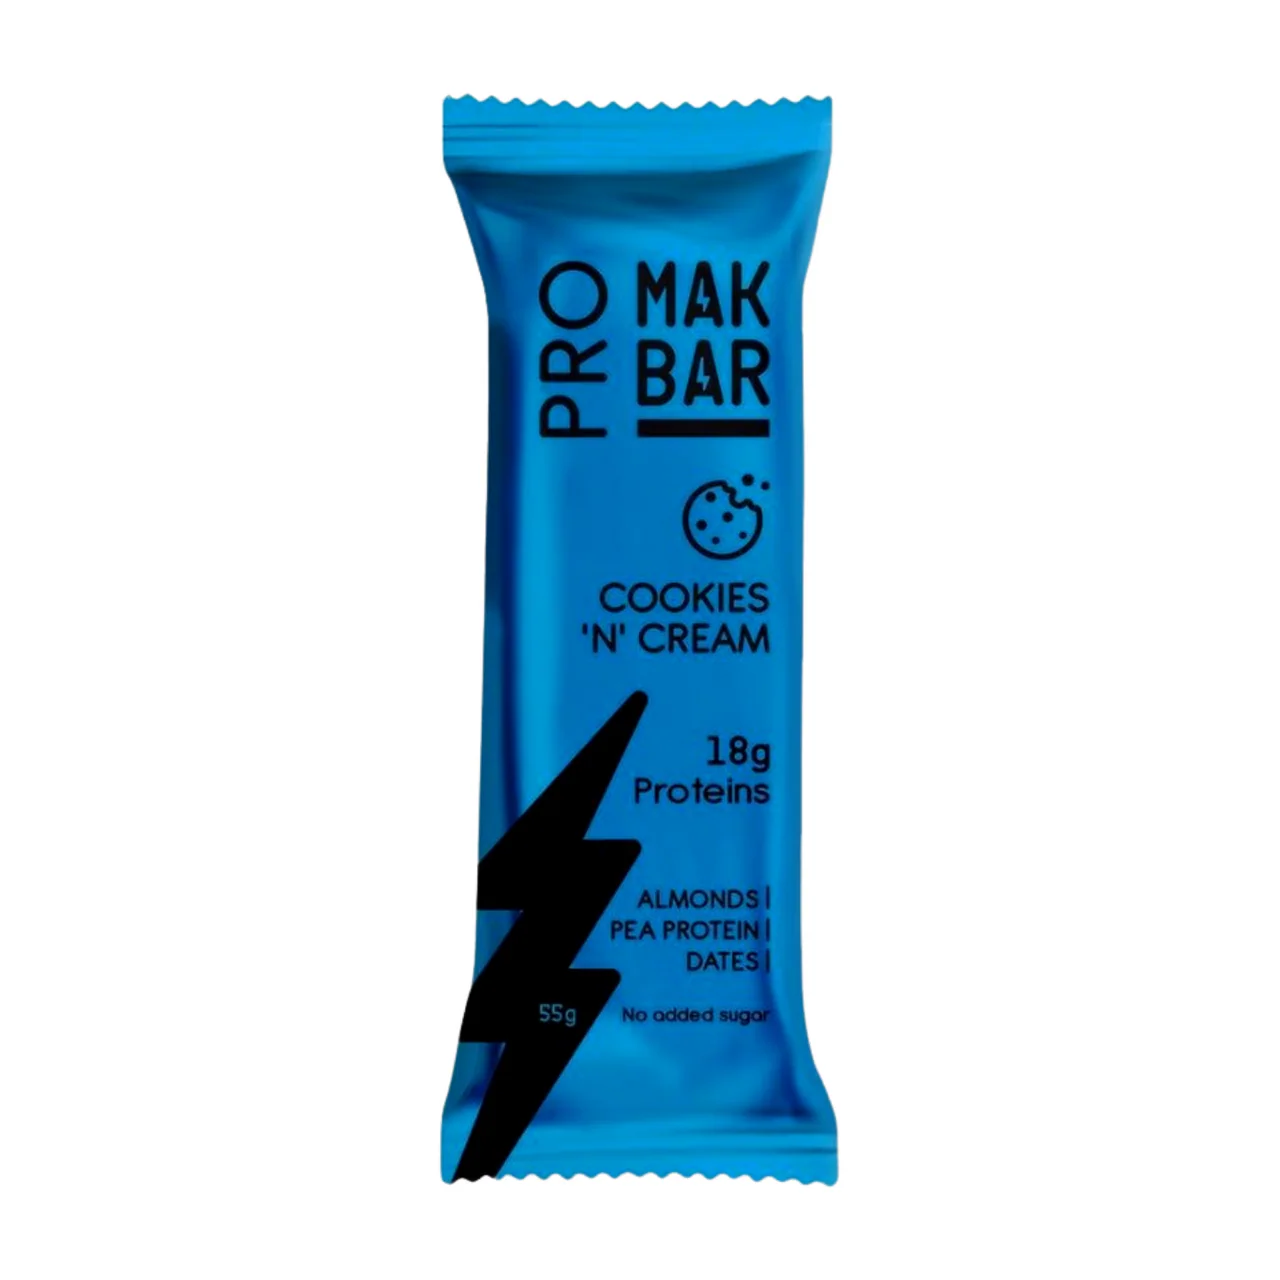 PRO
MAK
BAR
COOKIES
'N' CREAM
18g
Proteins
ALMONDS |
PEA PROTEIN |
DATES |
55g
No added sugar